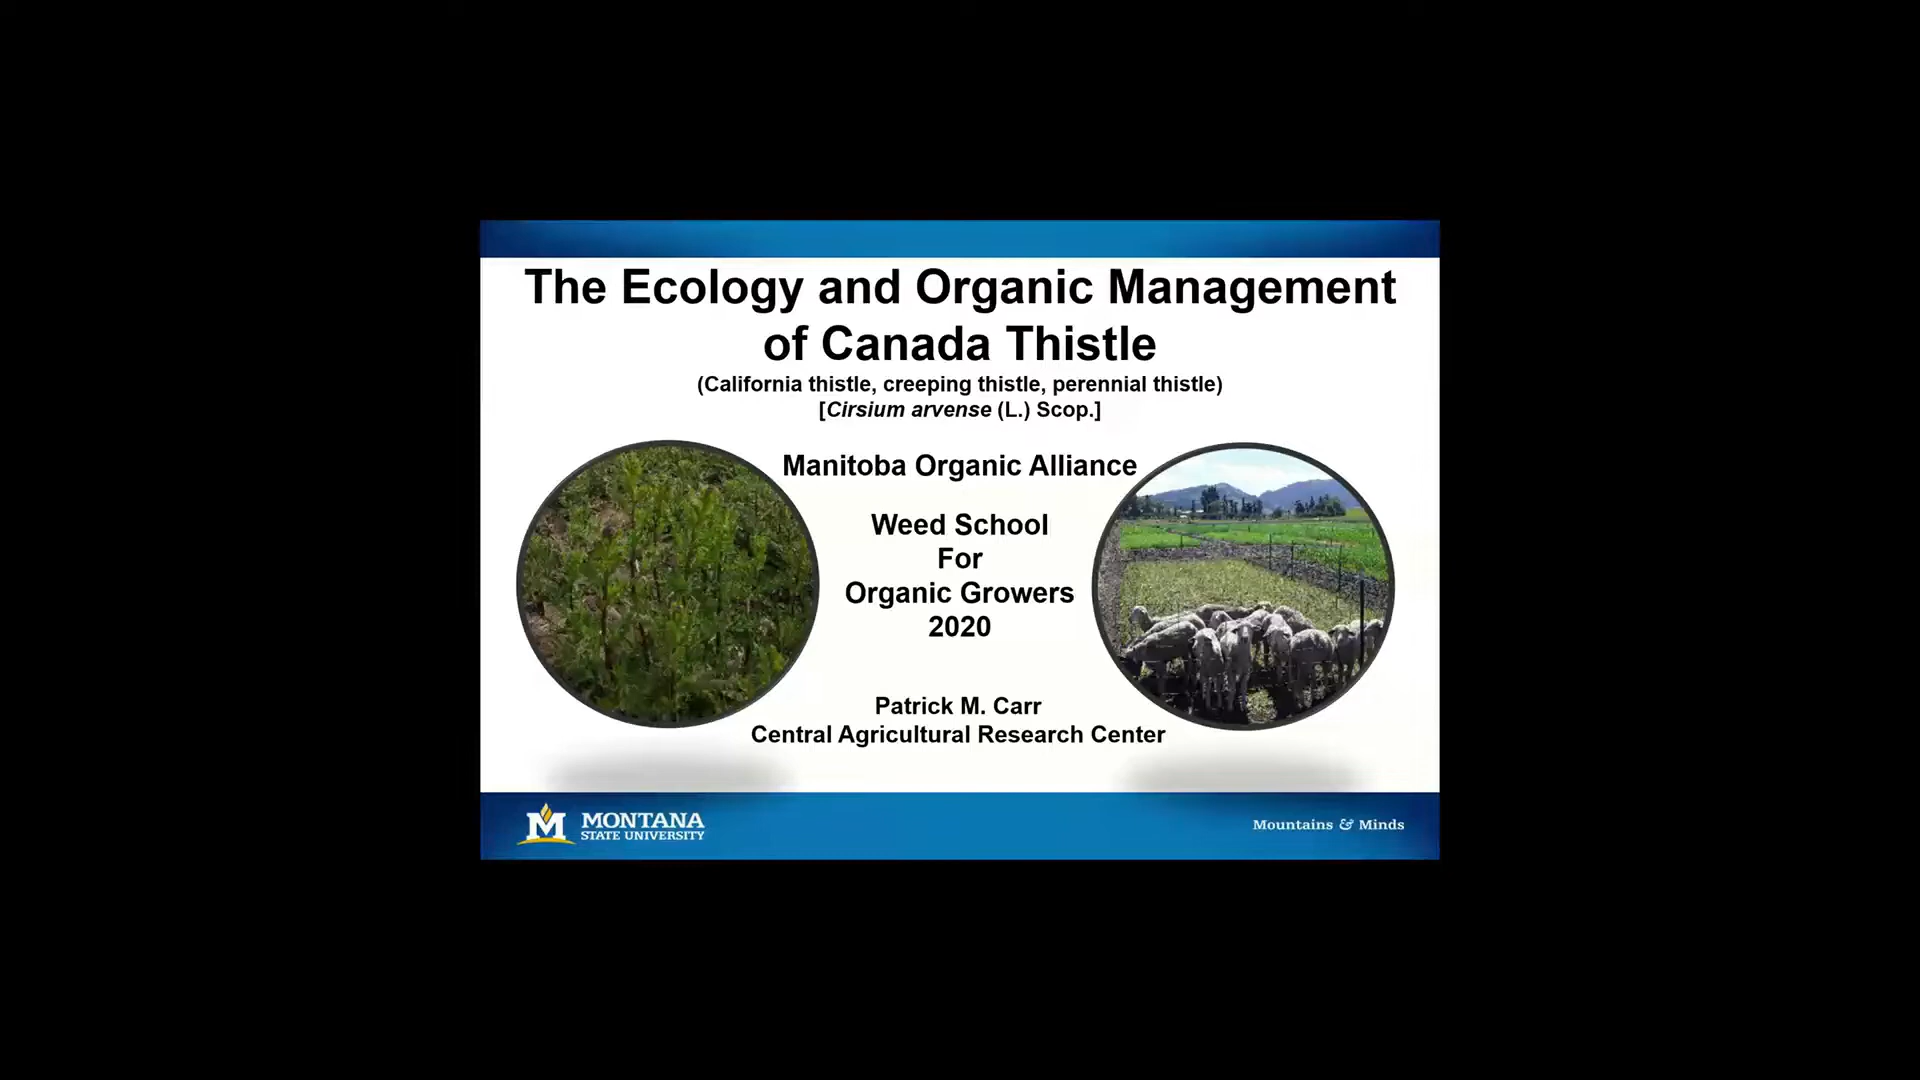 The Ecology and Organic Management
of Canada Thistle
(California thistle, creeping thistle, perennial thistle)
[Cirsium arvense (L.) Scop.]
Manitoba Organic Alliance
Weed School
For
Organic Growers
2020
Patrick M. Carr
Central Agricultural Research Center
M MONTANA
STATE UNIVERSITY
Mountains & Minds